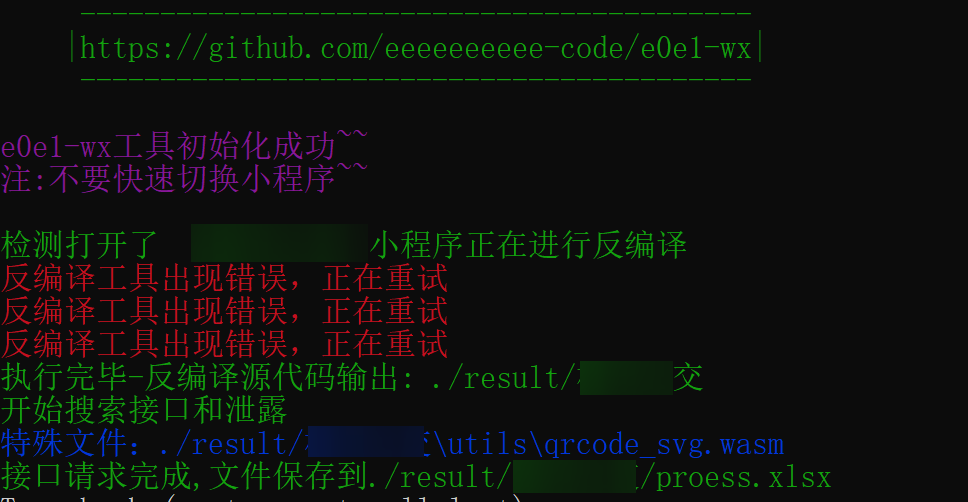 -------------------------------------------
|https://github.com/eeeeeeeeee-code/e0e1-wx|
-------------------------------------------
e0e1-wx工具初始化成功~~
注:不要快速切换小程序~~
检测打开了 小程序正在进行反编译
反编译工具出现错误，正在重试
反编译工具出现错误，正在重试
反编译工具出现错误，正在重试
执行完毕-反编译源代码输出: ./result/ 交
开始搜索接口和泄露
特殊文件: ./result/ \utils\qrcode_svg.wasm
接口请求完成,文件保存到./result/ /proess.xlsx